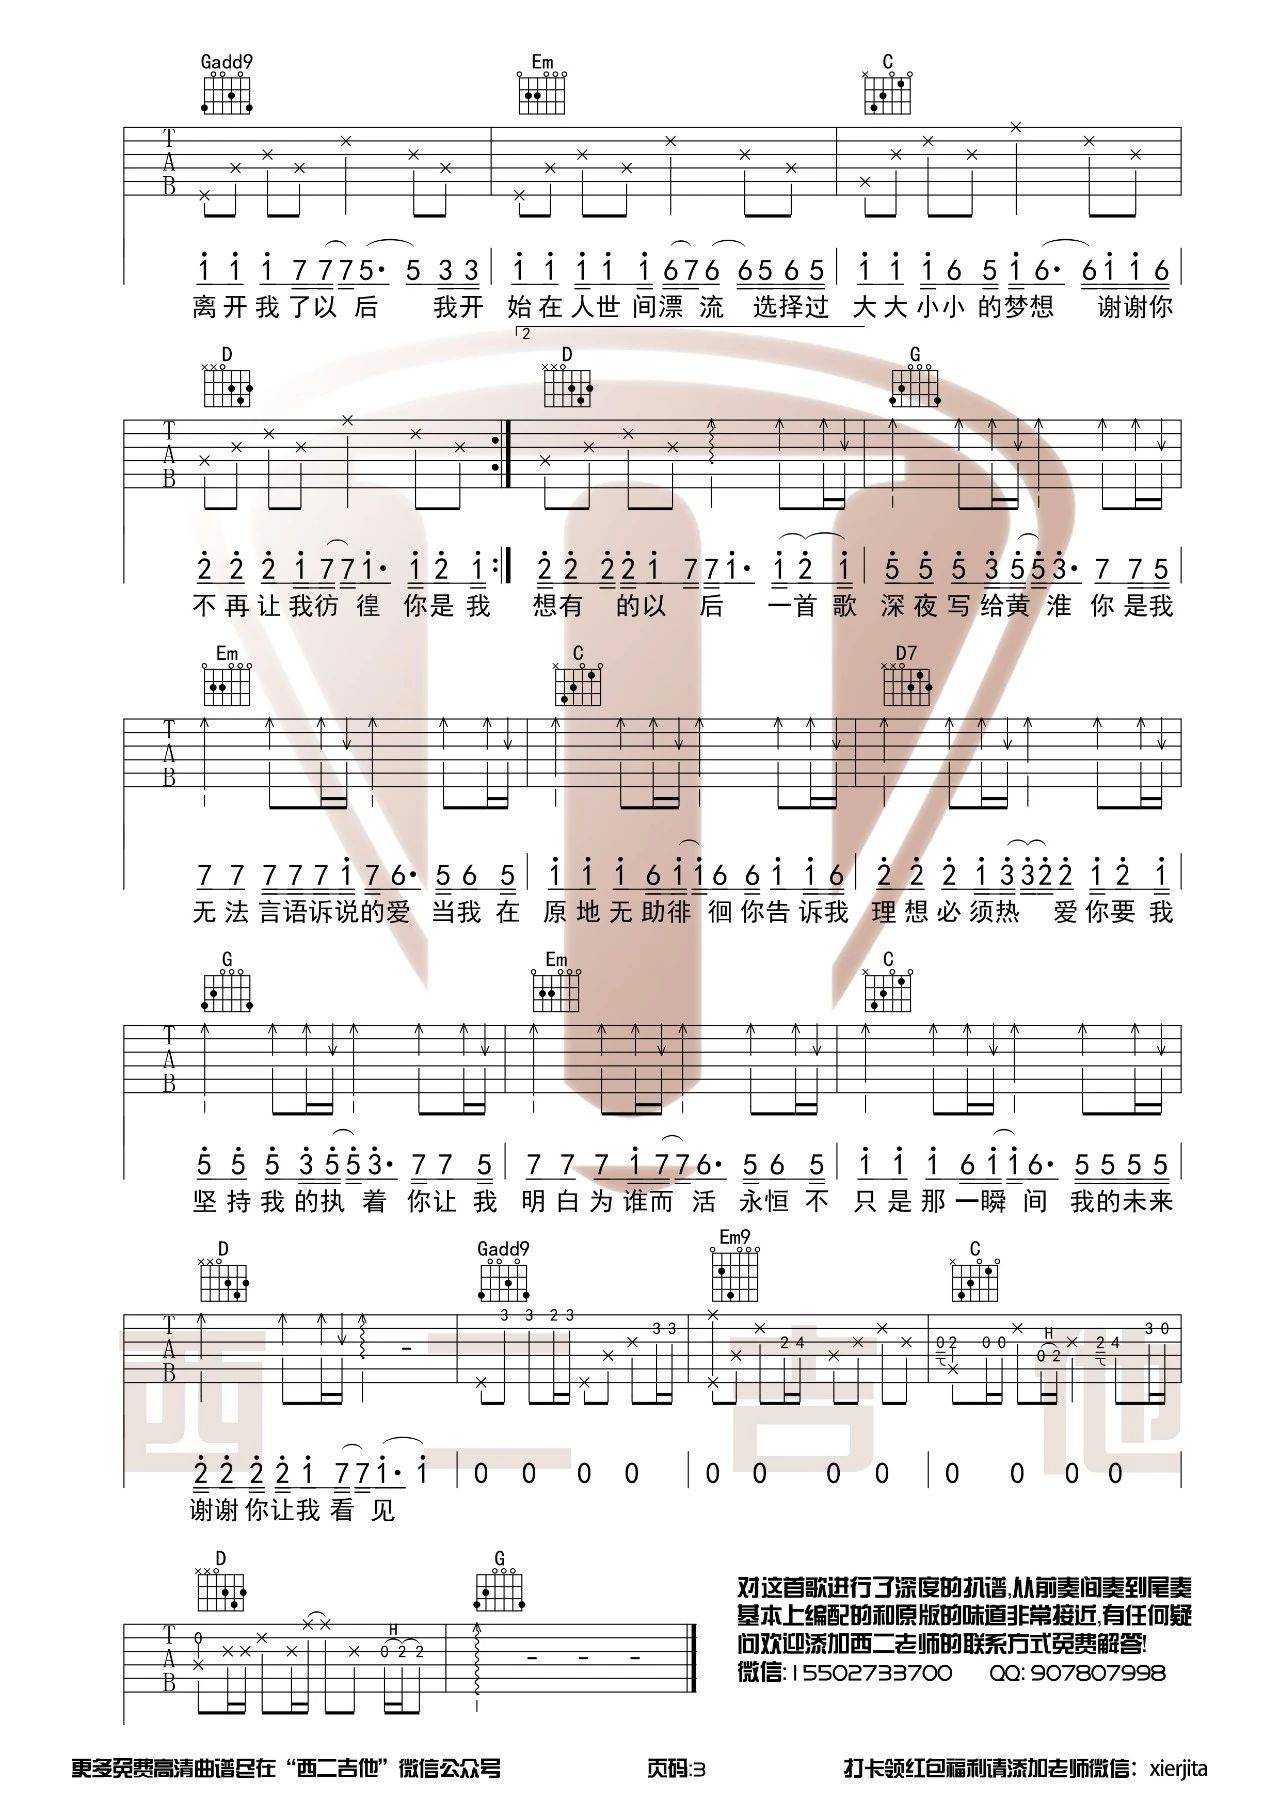 Gadd9 Em C
T
A
B
1 1 1 7 7 7 5· 5 3 3 1 1 1 1 1 6 7 6 6 5 6 5 1 1 1 6 5 1 6· 6 1 1 6
离开我了以后 我开 始在人世间漂流 选择过 大大小小的梦想 谢谢你
2
D D G
T
A
B
2 2 2 1 7 7 1· 1 2 1 2 2 2 2 1 7 7 1· 1 2 1 5 5 5 3 5 5 3· 7 7 5
不再让我彷徨你是我 想有的以后 一首歌 深夜写给黄淮你是我
Em C D7
T
A
B
7 7 7 7 7 1 7 6· 5 6 5 1 1 1 6 1 1 6 6 1 1 6 2 2 2 1 3 3 2 2 1 2 1
无法言语诉说的爱当我在 原地无助徘徊你告诉我 理想必须热 爱你要我
G Em C
T
A
B
5 5 5 3 5 5 3· 7 7 5 7 7 7 1 7 7 6· 5 6 5 1 1 1 6 1 1 6· 5 5 5 5
坚持我的执着你让我 明白为谁而活永恒不 只是那一瞬间 我的未来
D Gadd9 Em9 C
T
A
B
3 3 2 3 3 3 2 4 0 2 0 0 H 0 2 2 4 3 0
2 2 2 2 1 7 7 1· 1 0 0 0 0 0 0 0 0 0 0 0 0
谢谢你让我看见
西二吉他
D G
T
A
B
0 H 0 2 2 - - -
对这首歌进行了深度的扒谱,从前奏间奏到尾奏
基本上编配的和原版的味道非常接近,有任何疑
问欢迎添加西二老师的联系方式免费解答!
微信:15502733700 QQ:907807998
更多免费高清曲谱尽在“西二吉他”微信公众号 页码:3 打卡领红包福利请添加老师微信：xierjita